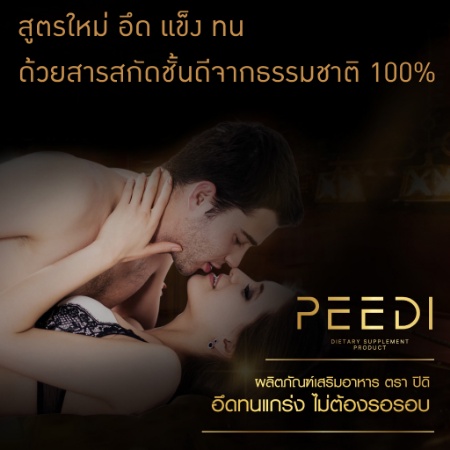 สูตรใหม่ อึด แข็ง ทน
ด้วยสารสกัดชั้นดีจากธรรมชาติ 100%
PEEDI
DIETARY SUPPLEMENT
PRODUCT
ผลิตภัณฑ์เสริมอาหาร ตรา ปิดิ
อึดทนแกร่ง ไม่ต้องรอรอบ